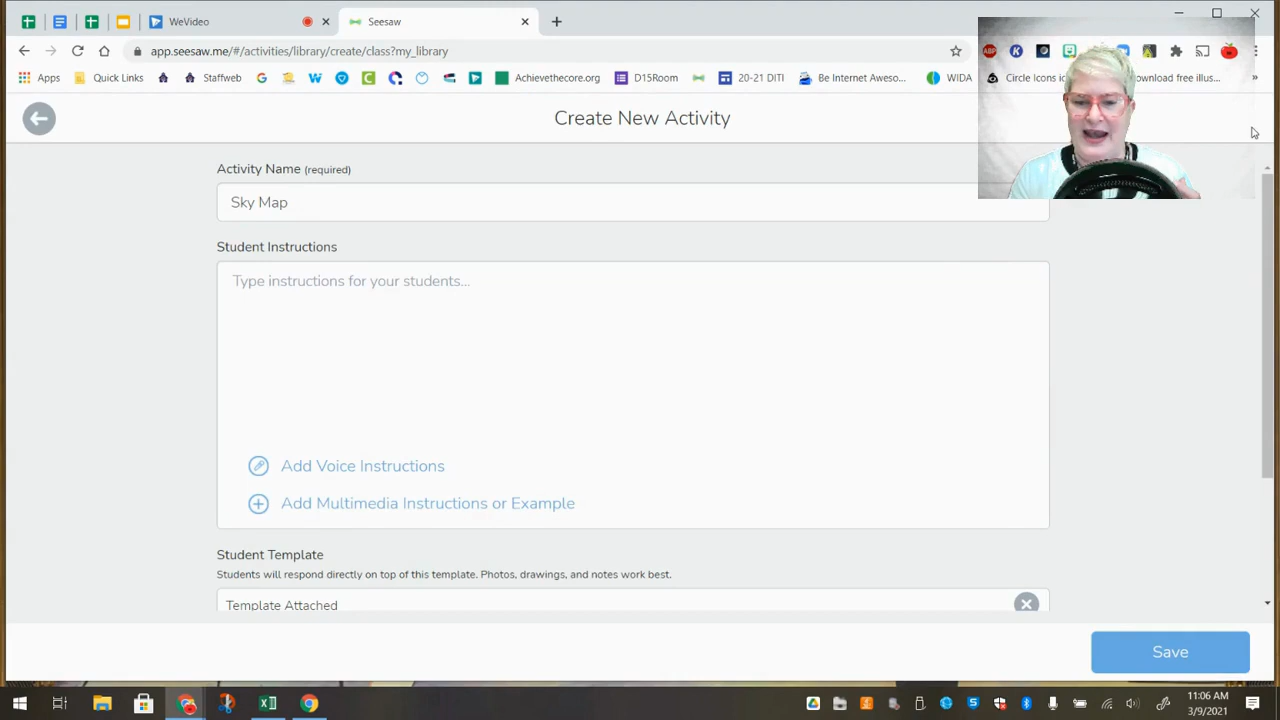 WeVideo
Seesaw
app.seesaw.me/#/activities/library/create/class?my_library
Apps
Quick Links
Staffweb
Achievethecore.org
D15Room
20-21 DITI
Be Internet Aweso...
WIDA
Circle Icons ic
ownload free illus...
Create New Activity
Activity Name (required)
Sky Map
Student Instructions
Type instructions for your students...
Add Voice Instructions
Add Multimedia Instructions or Example
Student Template
Students will respond directly on top of this template. Photos, drawings, and notes work best.
Template Attached
Save
11:06 AM
3/9/2021